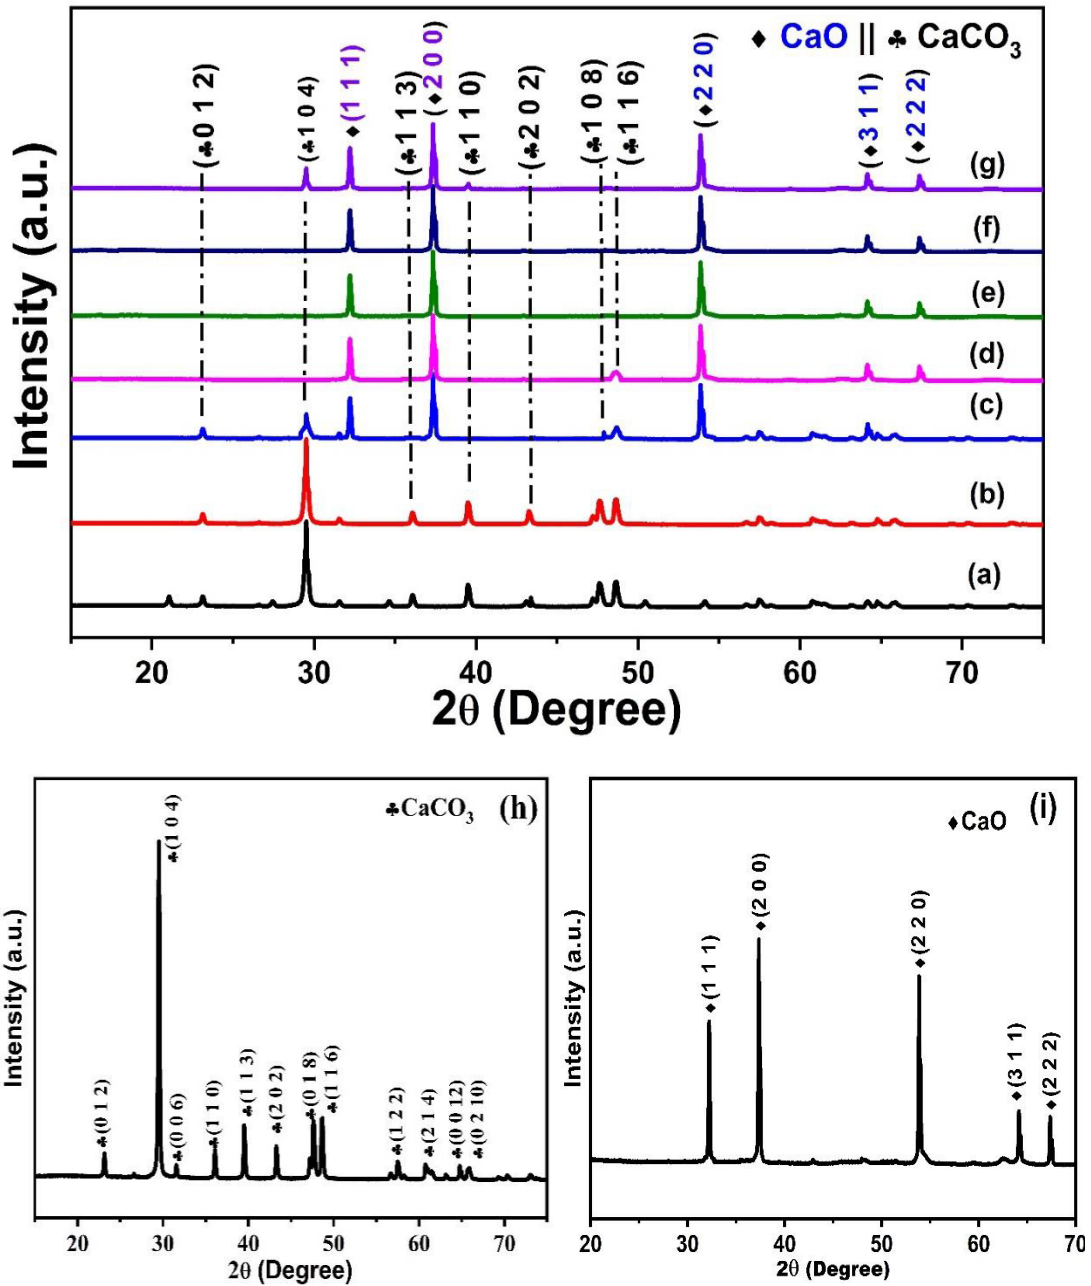 ♦ CaO || ♣ CaCO₃
(♣0 1 2)
(♣1 0 4)
♦(1 1 1)
(♣1 1 3)
(♦2 0 0)
(♣1 1 0)
(♣2 0 2)
(♣1 0 8)
(♣1 1 6)
(♦2 2 0)
(♦3 1 1)
(♦2 2 2)
(g)
(f)
(e)
(d)
(c)
(b)
(a)
Intensity (a.u.)
20 30 40 50 60 70
2θ (Degree)
♣CaCO₃ (h)
♣(0 1 2)
♣(1 0 4)
♣(0 0 6)
♣(1 1 0)
♣(1 1 3)
♣(2 0 2)
♣(0 1 8)
♣(1 1 6)
♣(1 2 2)
♣(2 1 4)
♣(0 0 12)
♣(0 2 10)
Intensity (a.u.)
20 30 40 50 60 70
2θ (Degree)
(i)
♦CaO
♦(1 1 1)
♦(2 0 0)
♦(2 2 0)
♦(3 1 1)
♦(2 2 2)
Intensity (a.u.)
20 30 40 50 60 70
2θ (Degree)